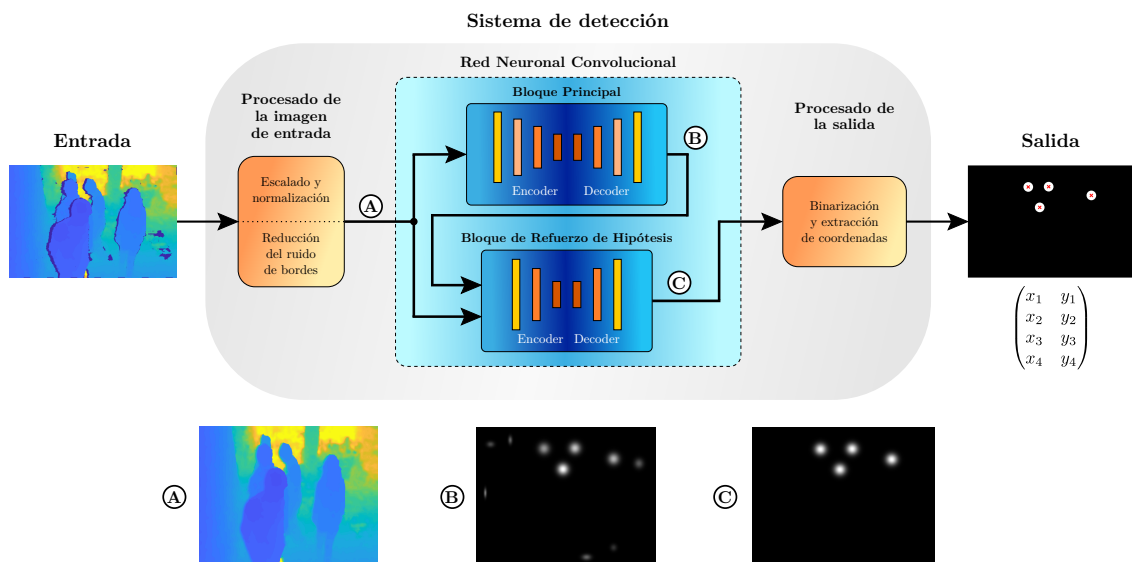 Sistema de detección
Red Neuronal Convolucional
Entrada
Procesado de
la imagen
de entrada
Escalado y
normalización
Reducción
del ruido
de bordes
A
Bloque Principal
Encoder Decoder
B
Bloque de Refuerzo de Hipótesis
Encoder Decoder
C
Procesado de
la salida
Binarización
y extracción
de coordenadas
Salida
x1 y1
x2 y2
x3 y3
x4 y4
A
B
C